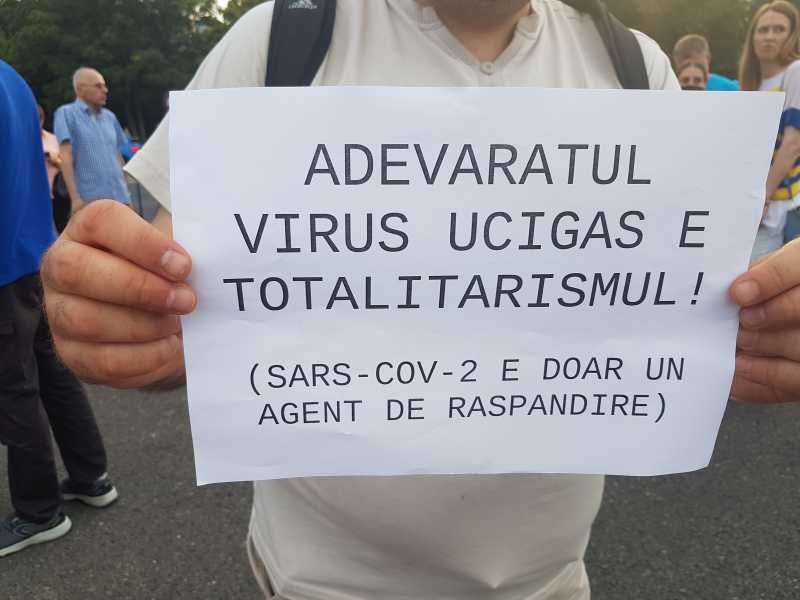 ADEVARATUL
VIRUS UCIGAS E
TOTALITARISMUL!
(SARS-COV-2 E DOAR UN
AGENT DE RASPANDIRE)